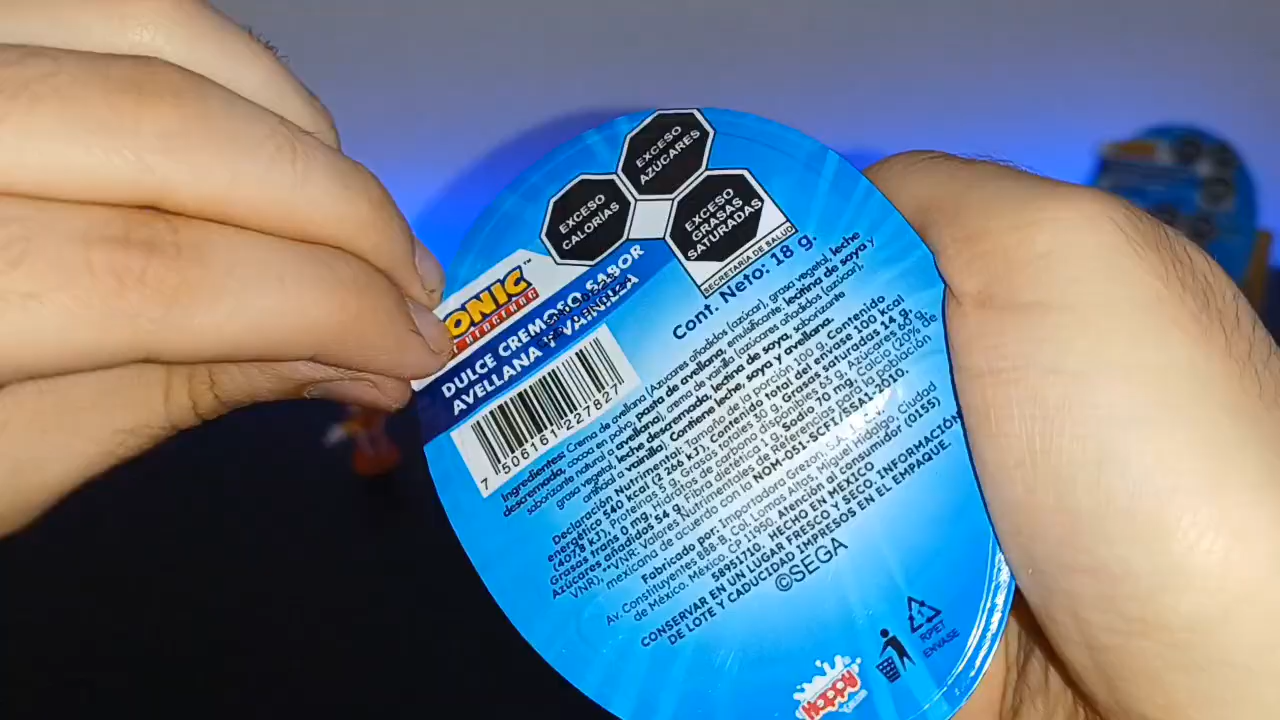 EXCESO
AZÚCARES
EXCESO
CALORÍAS
EXCESO
GRASAS
SATURADAS
SECRETARÍA DE SALUD
SONIC
DULCE CREMOSO SABOR
AVELLANA Y VAINILLA
7 506161 227827
Cont. Neto: 18 g.
Ingredientes: Crema de avellana (Azucares añadidos (azúcar), grasa vegetal, leche
descremada, cocoa en polvo, pasta de avellana, emulsificante: lecitina de soya y
saborizante natural a avellana), crema de vainilla (azúcares añadidos (azúcar),
grasa vegetal, leche descremada, lecitina de soya, saborizante
artificial a vainilla). Contiene leche, soya y avellana.
Declaración Nutrimental: Tamaño de la porción 100 g. Contenido
energético 540 kcal (2 266 kJ). Contenido total del envase 100 kcal
(407.8 kJ), Proteínas g, Grasas totales 30 g, Grasas saturadas 14 g,
Grasas trans 0 mg, Hidratos de carbono disponibles 65 g, Azúcares 60 g,
Azúcares añadidos 54 g, Fibra dietética 1 g, Sodio 70 mg, Calcio (20% de
VNR), **VNR: Valores Nutrimentales de Referencias para la población
mexicana de acuerdo con la NOM-051-SCFI/SSA1-2010.
Fabricado por: Importadora Grezon, S.A.
Av. Constituyentes 888-B, Col. Lomas Altos, Miguel Hidalgo, Ciudad
de México. México. CP 11950. Atención al consumidor (0155)
58951710. HECHO EN MÉXICO
CONSERVAR EN UN LUGAR FRESCO Y SECO. INFORMACIÓN
DE LOTE Y CADUCIDAD IMPRESOS EN EL EMPAQUE.
©SEGA
1
RPET
ENVASE
Happy